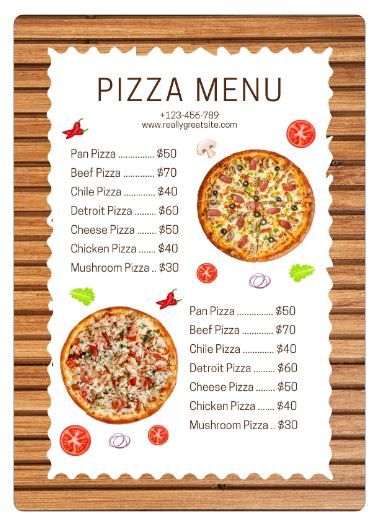 PIZZA MENU
+123-456-789
www.reallygreatsite.com
Pan Pizza .............. $50
Beef Pizza ............ $70
Chile Pizza ............ $40
Detroit Pizza ........ $60
Cheese Pizza ........ $50
Chicken Pizza ...... $40
Mushroom Pizza .. $30
Pan Pizza .............. $50
Beef Pizza ............ $70
Chile Pizza ............ $40
Detroit Pizza ........ $60
Cheese Pizza ........ $50
Chicken Pizza ...... $40
Mushroom Pizza .. $30